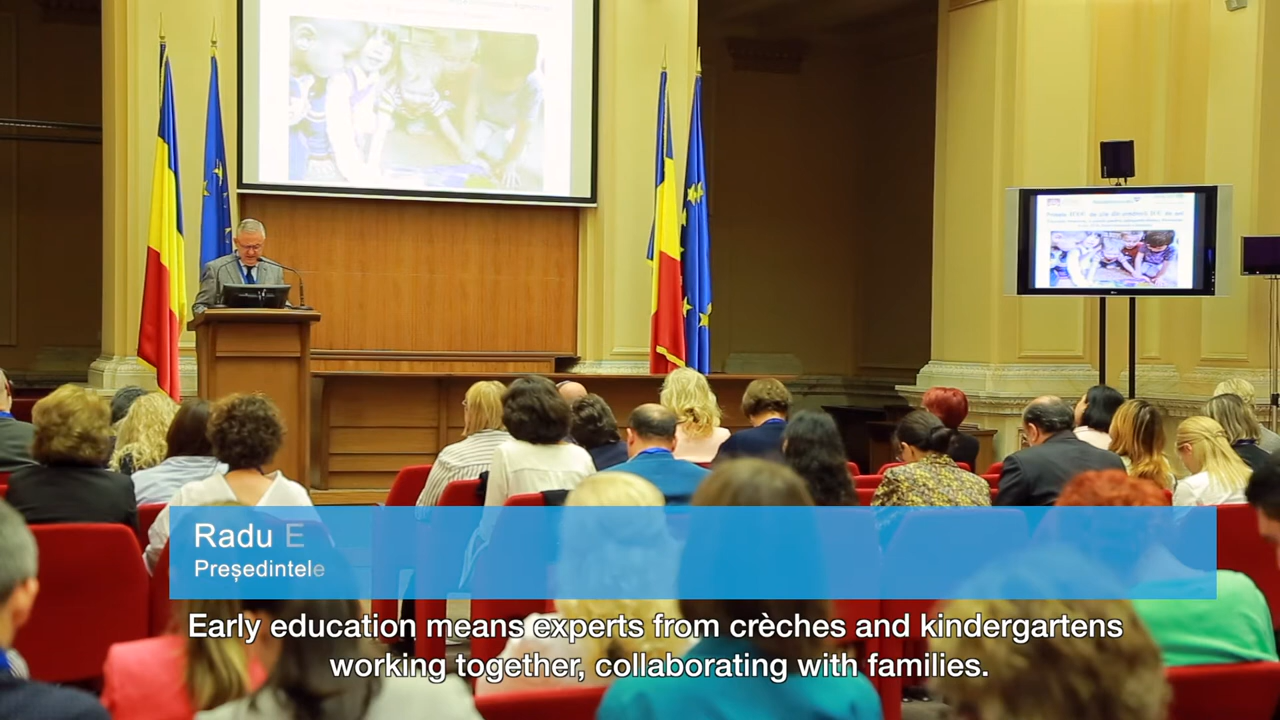 Radu E
Președintele
Early education means experts from crèches and kindergartens
working together, collaborating with families.